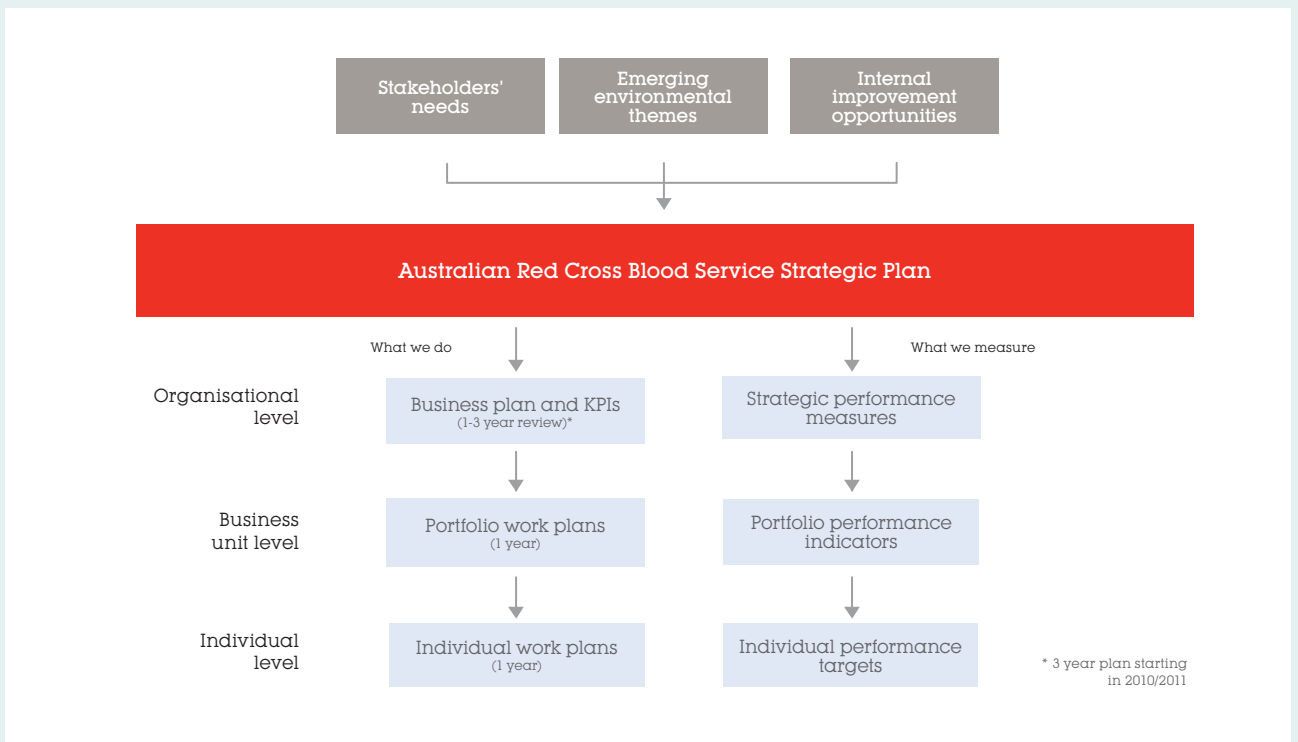 Stakeholders'
needs
Emerging
environmental
themes
Internal
improvement
opportunities
Australian Red Cross Blood Service Strategic Plan
What we do
What we measure
Organisational
level
Business plan and KPIs
(1-3 year review)*
Strategic performance
measures
Business
unit level
Portfolio work plans
(1 year)
Portfolio performance
indicators
Individual
level
Individual work plans
(1 year)
Individual performance
targets
* 3 year plan starting
in 2010/2011